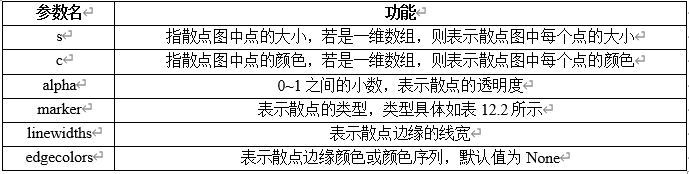 参数名 功能
s 指散点图中点的大小，若是一维数组，则表示散点图中每个点的大小
c 指散点图中点的颜色，若是一维数组，则表示散点图中每个点的颜色
alpha 0~1 之间的小数，表示散点的透明度
marker 表示散点的类型，类型具体如表 12.2 所示
linewidths 表示散点边缘的线宽
edgecolors 表示散点边缘颜色或颜色序列，默认值为 None